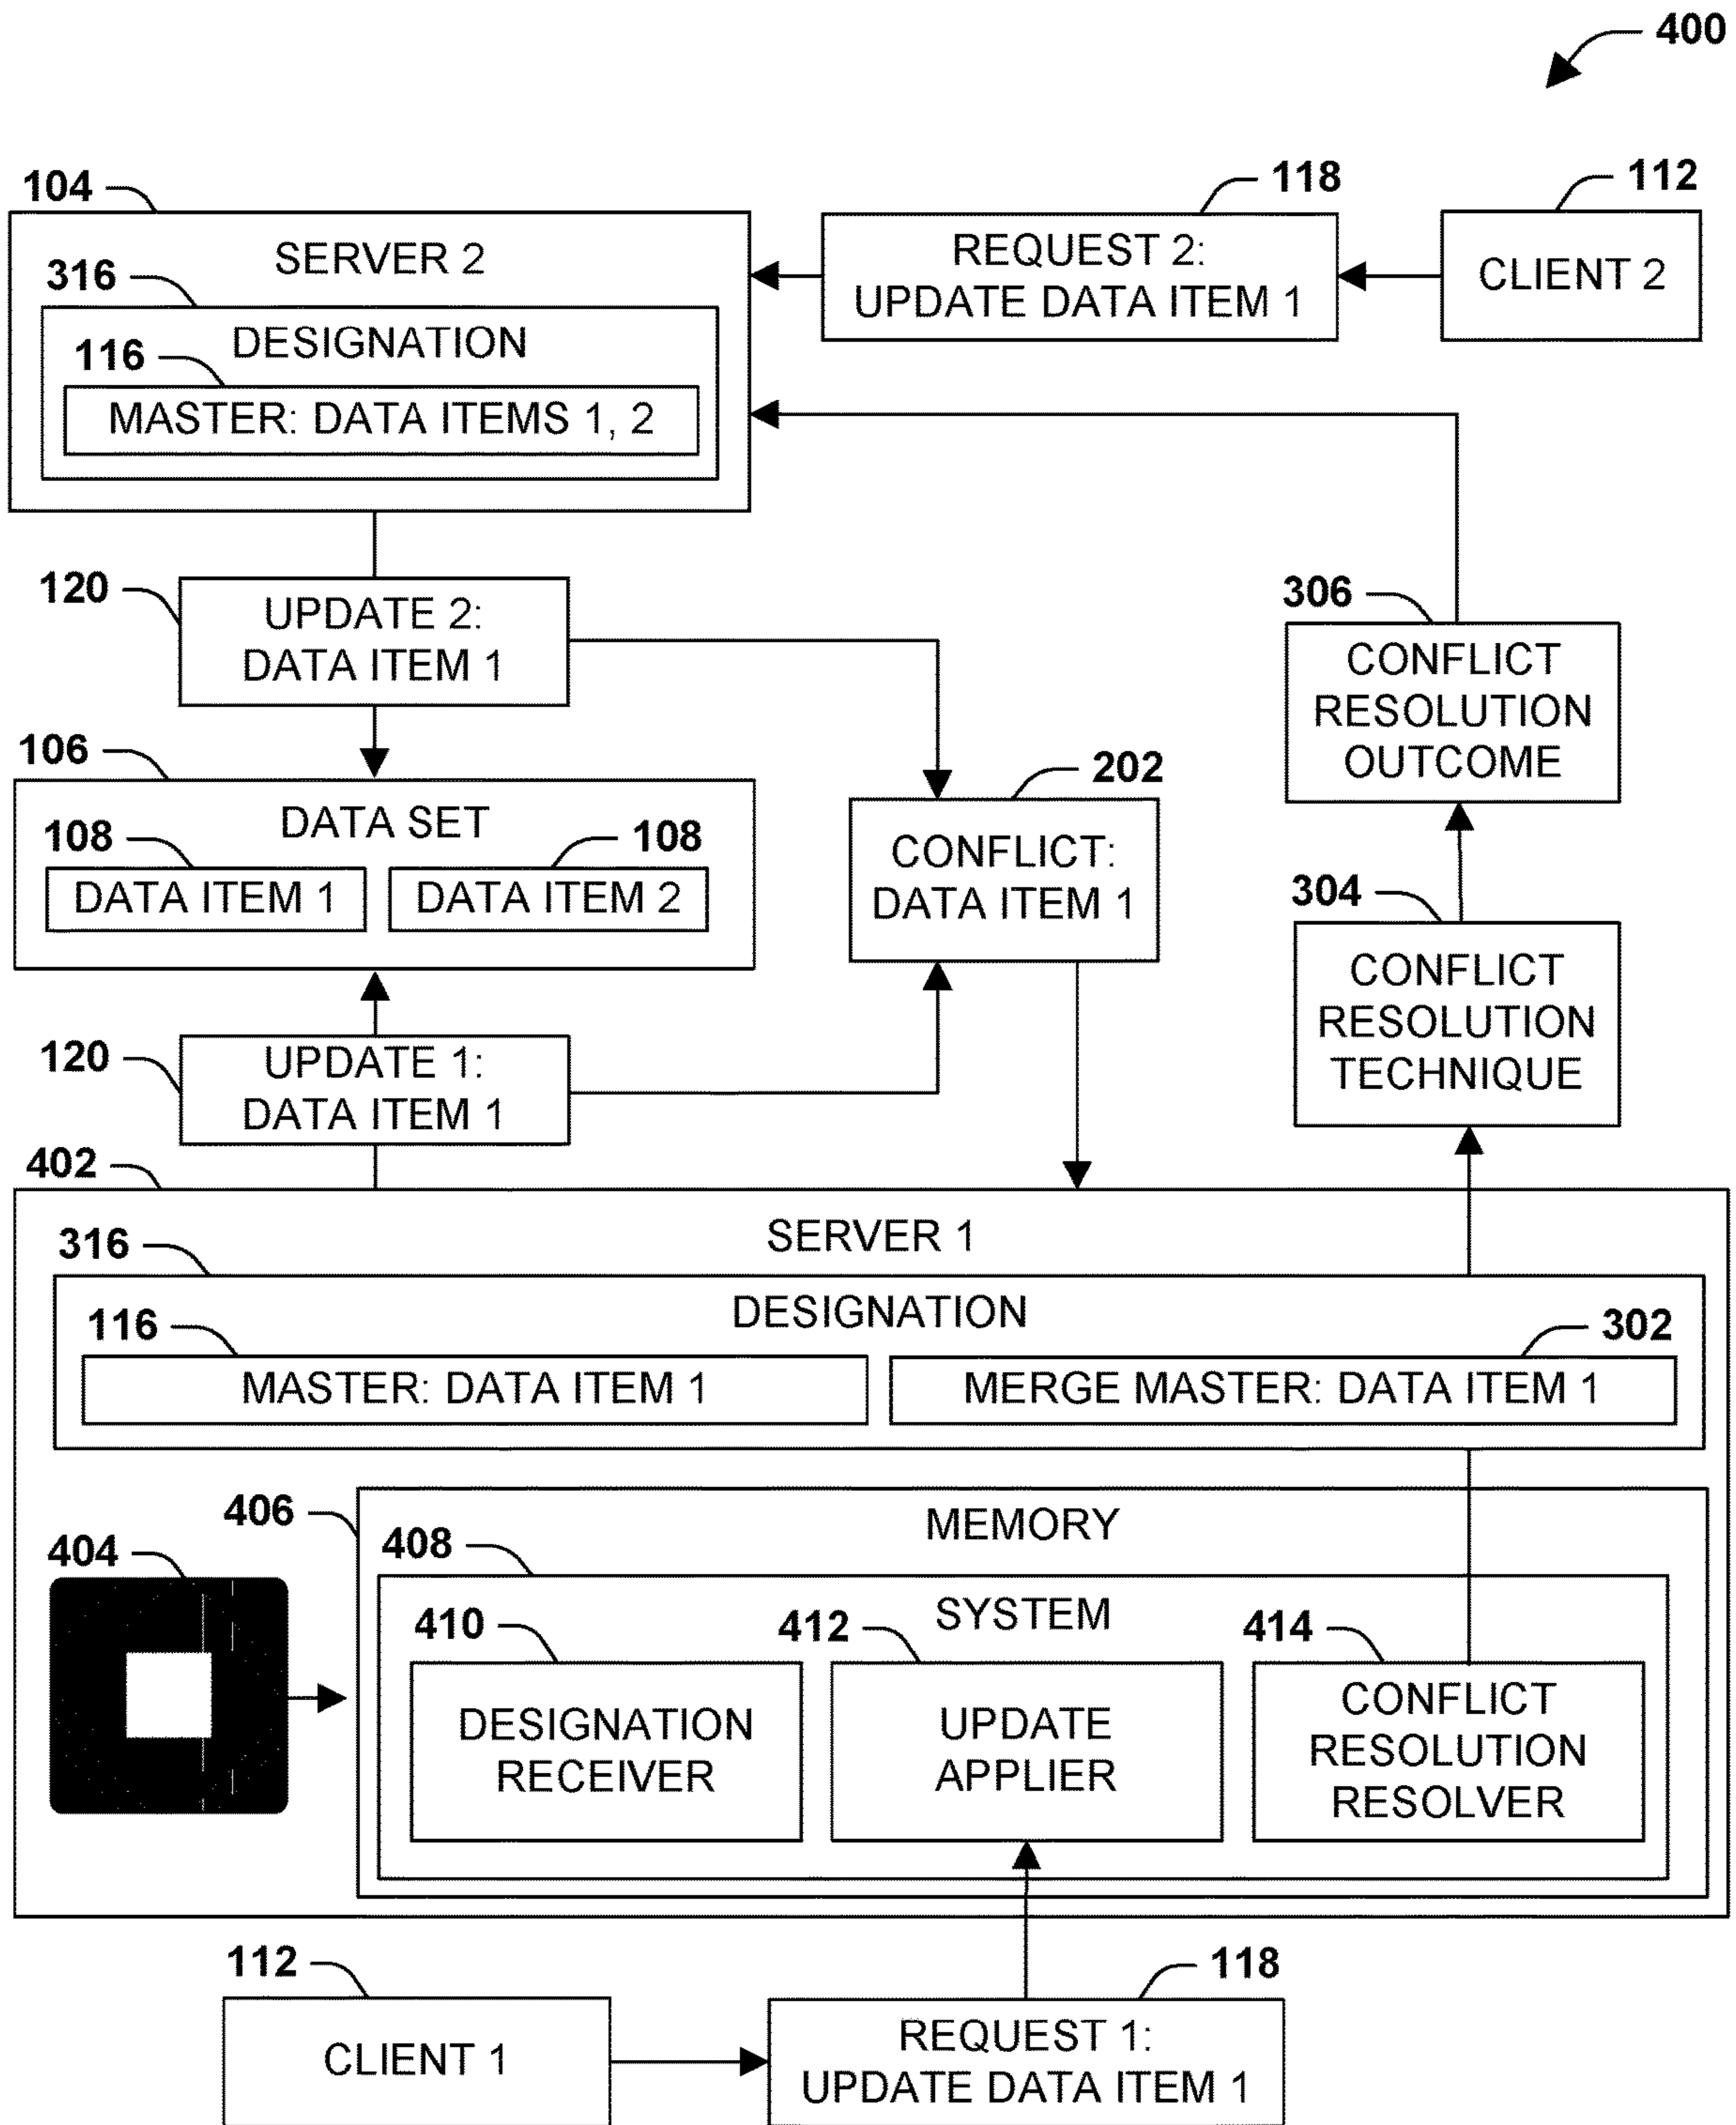 400
104
118
112
SERVER 2
REQUEST 2:
UPDATE DATA ITEM 1
CLIENT 2
316
DESIGNATION
116
MASTER: DATA ITEMS 1, 2
120
UPDATE 2:
DATA ITEM 1
306
CONFLICT
RESOLUTION
OUTCOME
106
DATA SET
108
108
DATA ITEM 1
DATA ITEM 2
202
CONFLICT:
DATA ITEM 1
304
CONFLICT
RESOLUTION
TECHNIQUE
120
UPDATE 1:
DATA ITEM 1
402
SERVER 1
316
DESIGNATION
116
302
MASTER: DATA ITEM 1
MERGE MASTER: DATA ITEM 1
406
MEMORY
404
408
SYSTEM
410
412
414
DESIGNATION
RECEIVER
UPDATE
APPLIER
CONFLICT
RESOLUTION
RESOLVER
112
118
CLIENT 1
REQUEST 1:
UPDATE DATA ITEM 1